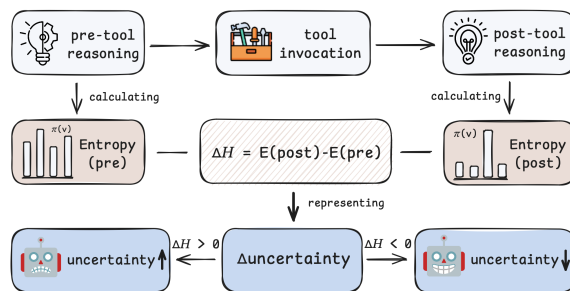 pre-tool
reasoning
tool
invocation
post-tool
reasoning
calculating
calculating
π(v)
Entropy
(pre)
ΔH = E(post)-E(pre)
π(v)
Entropy
(post)
representing
uncertainty
ΔH > 0
Δuncertainty
ΔH < 0
uncertainty